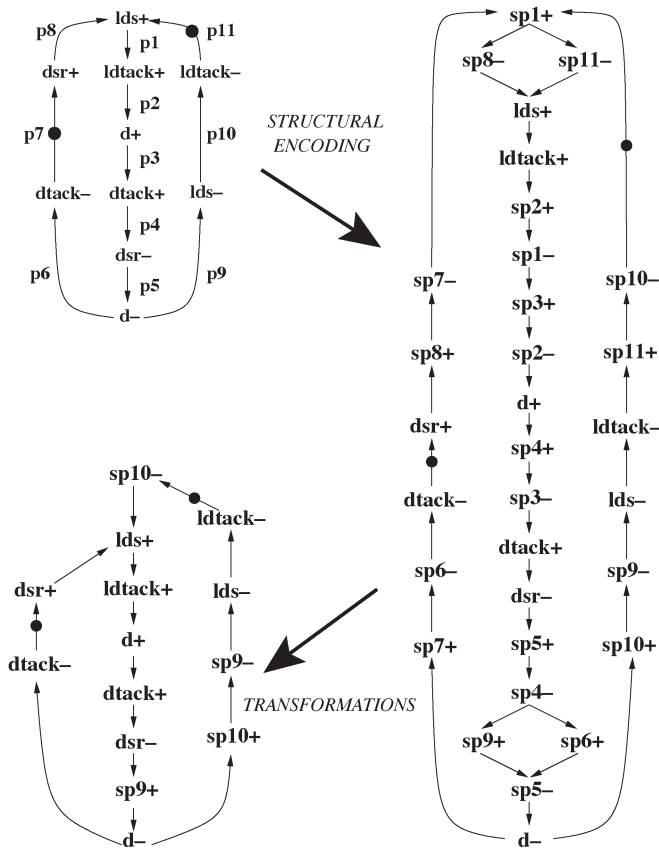 lds+
p8
p1
p11
dsr+
ldtack+
ldtack–
p2
p7
d+
p10
p3
dtack–
dtack+
lds–
p4
dsr–
p6
p5
p9
d–
STRUCTURAL
ENCODING
sp1+
sp8–
sp11–
lds+
ldtack+
sp2+
sp1–
sp7–
sp10–
sp3+
sp8+
sp2–
sp11+
d+
dsr+
ldtack–
sp4+
dtack–
sp3–
lds–
dtack+
sp6–
sp9–
dsr–
sp7+
sp5+
sp10+
sp4–
sp9+
sp6+
sp5–
d–
TRANSFORMATIONS
sp10–
ldtack–
lds+
dsr+
ldtack+
lds–
d+
dtack–
sp9–
dtack+
sp10+
dsr–
sp9+
d–